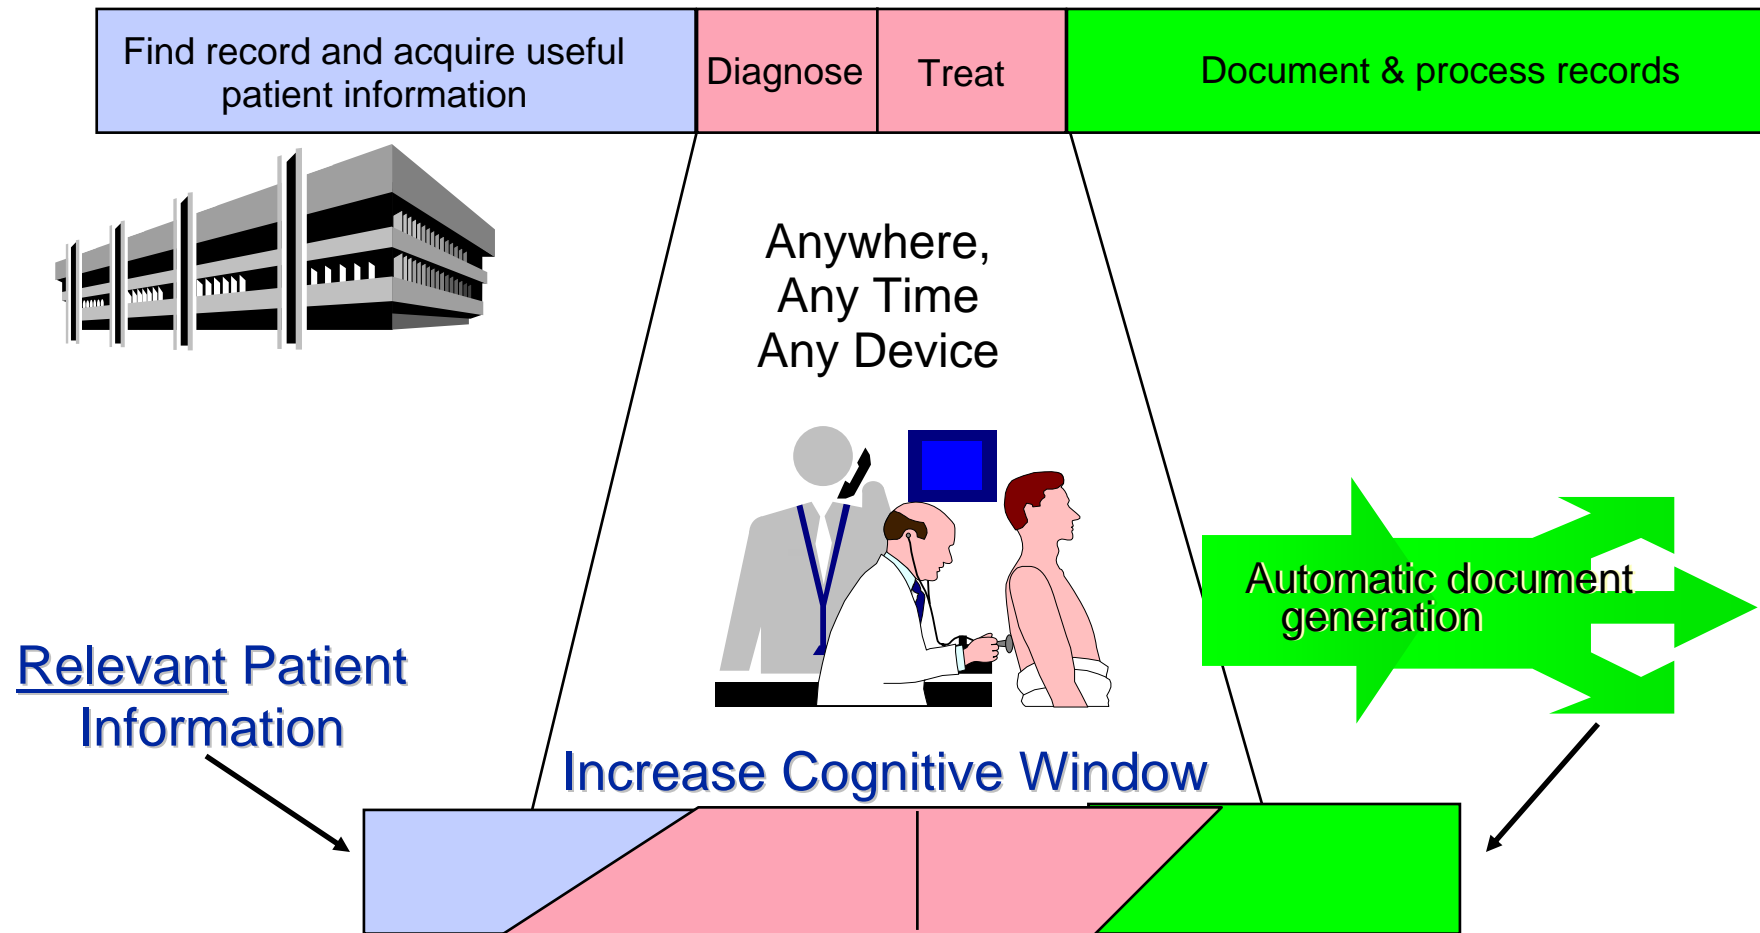 Find record and acquire useful
patient information
Diagnose
Treat
Document & process records
Anywhere,
Any Time
Any Device
Automatic document
generation
Relevant Patient
Information
Increase Cognitive Window